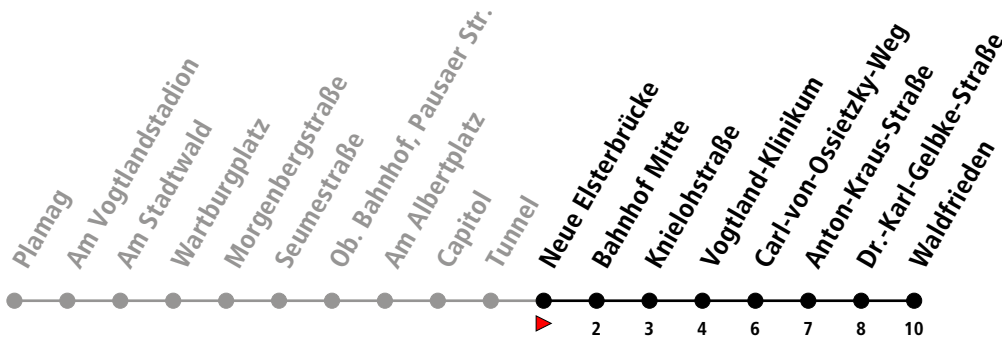 Plamag
Am Vogtlandstadion
Am Stadtwald
Wartburgplatz
Morgenbergstraße
Seumestraße
Ob. Bahnhof, Pausaer Str.
Am Albertplatz
Capitol
Tunnel
Neue Elsterbrücke
Bahnhof Mitte
Knielohstraße
Vogtland-Klinikum
Carl-von-Ossietzky-Weg
Anton-Kraus-Straße
Dr.-Karl-Gelbke-Straße
Waldfrieden
2 3 4 6 7 8 10